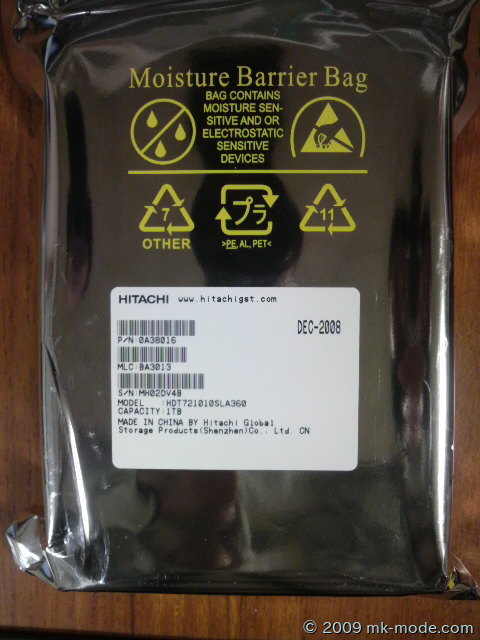 Moisture Barrier Bag
BAG CONTAINS
MOISTURE SEN-
SITIVE AND OR
ELECTROSTATIC
SENSITIVE
DEVICES
7
OTHER
プラ
>PE, AL, PET<
11
HITACHI www.hitachigst.com
DEC-2008
P/N:0A38016
MLC:BA3013
S/N:MH02DV4B
MODEL :HDT721010SLA360
CAPACITY:1TB
MADE IN CHINA BY Hitachi Global
Storage Products(Shenzhen)Co., Ltd. CN
© 2009 mk-mode.com